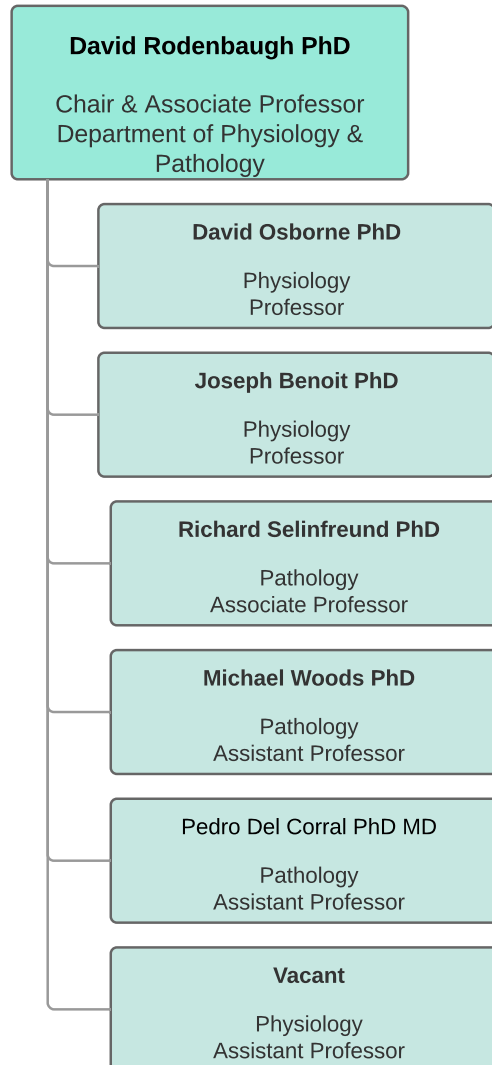 David Rodenbaugh PhD
Chair & Associate Professor
Department of Physiology &
Pathology
David Osborne PhD
Physiology
Professor
Joseph Benoit PhD
Physiology
Professor
Richard Selinfreund PhD
Pathology
Associate Professor
Michael Woods PhD
Pathology
Assistant Professor
Pedro Del Corral PhD MD
Pathology
Assistant Professor
Vacant
Physiology
Assistant Professor